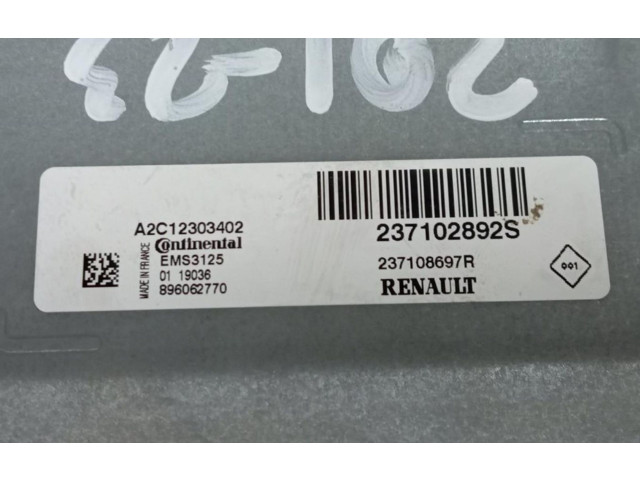 A2C12303402
Continental
EMS3125
01 19036
896062770
MADE IN FRANCE
237102892S
237108697R
RENAULT
001